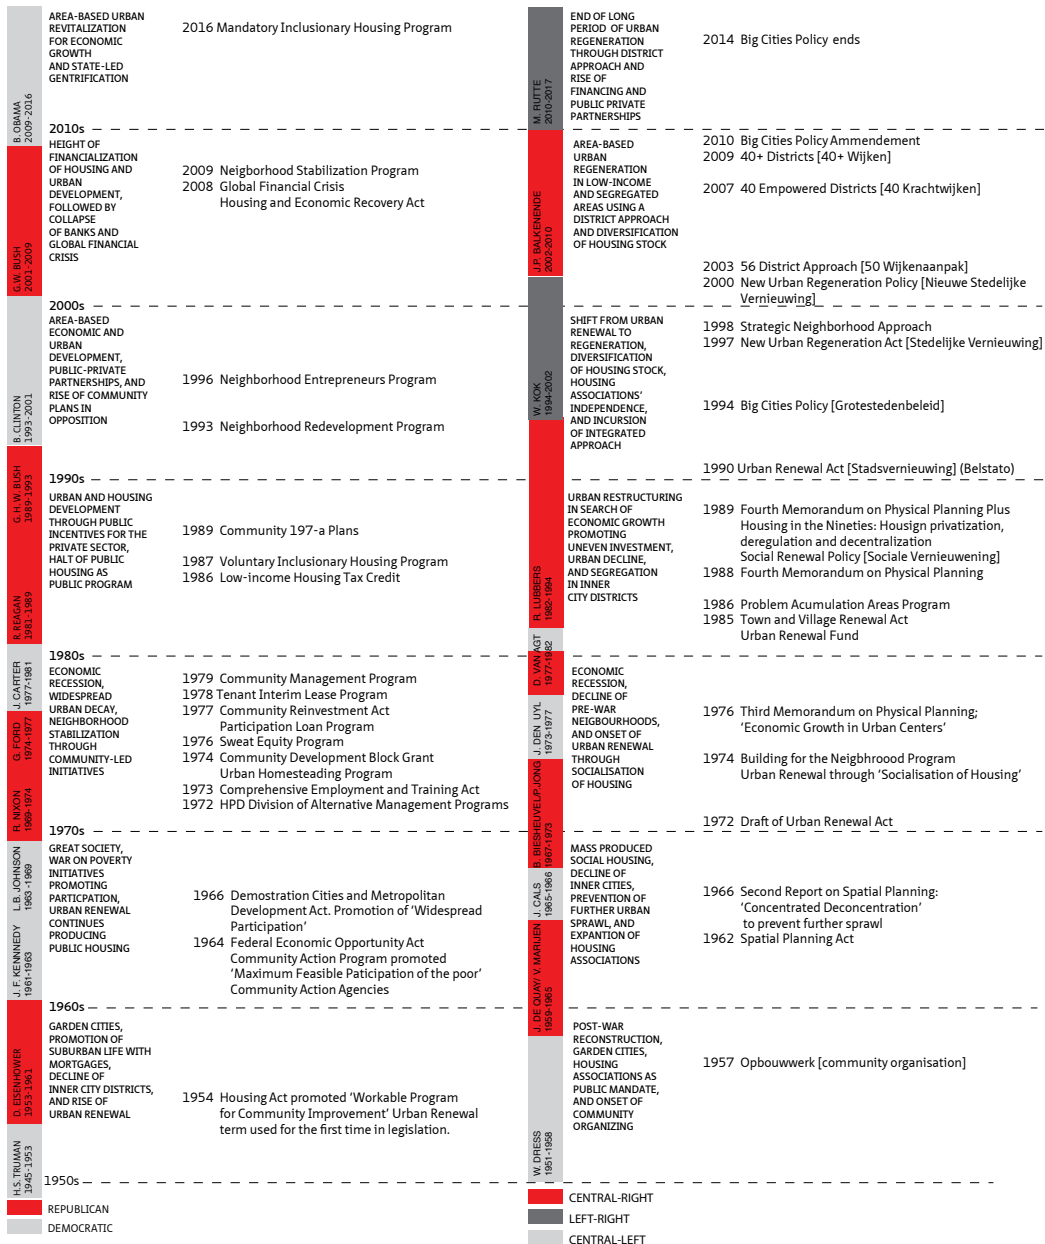 AREA-BASED URBAN
REVITALIZATION
FOR ECONOMIC
GROWTH
AND STATE-LED
GENTRIFICATION
2016 Mandatory Inclusionary Housing Program
B. OBAMA
2009-2016
2010s
HEIGHT OF
FINANCIALIZATION
OF HOUSING AND
URBAN
DEVELOPMENT,
FOLLOWED BY
COLLAPSE
OF BANKS AND
GLOBAL FINANCIAL
CRISIS
2009 Neigborhood Stabilization Program
2008 Global Financial Crisis
Housing and Economic Recovery Act
G.W. BUSH
2001-2009
2000s
AREA-BASED
ECONOMIC AND
URBAN
DEVELOPMENT,
PUBLIC-PRIVATE
PARTNERSHIPS, AND
RISE OF COMMUNITY
PLANS IN
OPPOSITION
1996 Neighborhood Entrepreneurs Program
1993 Neighborhood Redevelopment Program
B. CLINTON
1993-2001
G. H. W. BUSH
1989-1993
1990s
URBAN AND HOUSING
DEVELOPMENT
THROUGH PUBLIC
INCENTIVES FOR THE
PRIVATE SECTOR,
HALT OF PUBLIC
HOUSING AS
PUBLIC PROGRAM
1989 Community 197-a Plans
1987 Voluntary Inclusionary Housing Program
1986 Low-income Housing Tax Credit
R. REAGAN
1981-1989
1980s
ECONOMIC
RECESSION,
WIDESPREAD
URBAN DECAY,
NEIGHBORHOOD
STABILIZATION
THROUGH
COMMUNITY-LED
INITIATIVES
1979 Community Management Program
1978 Tenant Interim Lease Program
1977 Community Reinvestment Act
Participation Loan Program
1976 Sweat Equity Program
1974 Community Development Block Grant
Urban Homesteading Program
1973 Comprehensive Employment and Training Act
1972 HPD Division of Alternative Management Programs
J. CARTER
1977-1981
G. FORD
1974-1977
R. NIXON
1969-1974
1970s
GREAT SOCIETY,
WAR ON POVERTY
INITIATIVES
PROMOTING
PARTICPATION,
URBAN RENEWAL
CONTINUES
PRODUCING
PUBLIC HOUSING
1966 Demostration Cities and Metropolitan
Development Act. Promotion of ‘Widespread
Participation’
1964 Federal Economic Opportunity Act
Community Action Program promoted
‘Maximum Feasible Paticipation of the poor’
Community Action Agencies
L.B. JOHNSON
1963 -1969
J. F. KENNNEDY
1961-1963
1960s
GARDEN CITIES,
PROMOTION OF
SUBURBAN LIFE WITH
MORTGAGES,
DECLINE OF
INNER CITY DISTRICTS,
AND RISE OF
URBAN RENEWAL
1954 Housing Act promoted ‘Workable Program
for Community Improvement’ Urban Renewal
term used for the first time in legislation.
D. EISENHOWER
1953-1961
H.S. TRUMAN
1945-1953
1950s
REPUBLICAN
DEMOCRATIC
END OF LONG
PERIOD OF URBAN
REGENERATION
THROUGH DISTRICT
APPROACH AND
RISE OF
FINANCING AND
PUBLIC PRIVATE
PARTNERSHIPS
2014 Big Cities Policy ends
M. RUTTE
2010-2017
AREA-BASED
URBAN
REGENERATION
IN LOW-INCOME
AND SEGREGATED
AREAS USING A
DISTRICT APPROACH
AND DIVERSIFICATION
OF HOUSING STOCK
2010 Big Cities Policy Ammendement
2009 40+ Districts [40+ Wijken]
2007 40 Empowered Districts [40 Krachtwijken]
2003 56 District Approach [50 Wijkenaanpak]
2000 New Urban Regeneration Policy [Nieuwe Stedelijke
Vernieuwing]
J.P. BALKENENDE
2002-2010
SHIFT FROM URBAN
RENEWAL TO
REGENERATION,
DIVERSIFICATION
OF HOUSING STOCK,
HOUSING
ASSOCIATIONS’
INDEPENDENCE,
AND INCURSION
OF INTEGRATED
APPROACH
1998 Strategic Neighborhood Approach
1997 New Urban Regeneration Act [Stedelijke Vernieuwing]
1994 Big Cities Policy [Grotestedenbeleid]
1990 Urban Renewal Act [Stadsvernieuwing] (Belstato)
W. KOK
1994-2002
URBAN RESTRUCTURING
IN SEARCH OF
ECONOMIC GROWTH
PROMOTING
UNEVEN INVESTMENT,
URBAN DECLINE,
AND SEGREGATION
IN INNER
CITY DISTRICTS
1989 Fourth Memorandum on Physical Planning Plus
Housing in the Nineties: Housign privatization,
deregulation and decentralization
Social Renewal Policy [Sociale Vernieuwening]
1988 Fourth Memorandum on Physical Planning
1986 Problem Acumulation Areas Program
1985 Town and Village Renewal Act
Urban Renewal Fund
R. LUBBERS
1982-1994
D. VAN AGT
1977-1982
ECONOMIC
RECESSION,
DECLINE OF
PRE-WAR
NEIGBOURHOODS,
AND ONSET OF
URBAN RENEWAL
THROUGH
SOCIALISATION
OF HOUSING
1976 Third Memorandum on Physical Planning;
‘Economic Growth in Urban Centers’
1974 Building for the Neigbhroood Program
Urban Renewal through ‘Socialisation of Housing’
1972 Draft of Urban Renewal Act
J. DEN UYL
1973-1977
B. BIESHEUVEL/P.JONG
1967-1973
MASS PRODUCED
SOCIAL HOUSING,
DECLINE OF
INNER CITIES,
PREVENTION OF
FURTHER URBAN
SPRAWL, AND
EXPANTION OF
HOUSING
ASSOCIATIONS
1966 Second Report on Spatial Planning:
‘Concentrated Deconcentration’
to prevent further sprawl
1962 Spatial Planning Act
J. CALS
1965-1966
J. DE QUAY/ V. MARIJEN
1959-1965
POST-WAR
RECONSTRUCTION,
GARDEN CITIES,
HOUSING
ASSOCIATIONS AS
PUBLIC MANDATE,
AND ONSET OF
COMMUNITY
ORGANIZING
1957 Opbouwwerk [community organisation]
W. DRESS
1951-1958
CENTRAL-RIGHT
LEFT-RIGHT
CENTRAL-LEFT